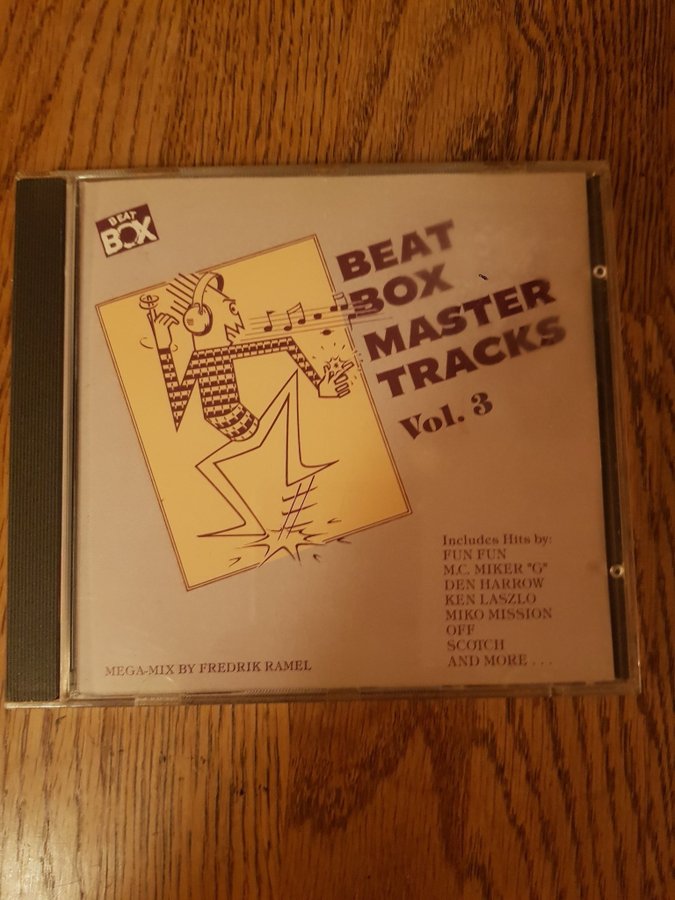 BEAT
BOX
BEAT
BOX
MASTER
TRACKS
Vol. 3
Includes Hits by:
FUN FUN
M.C. MIKER "G"
DEN HARROW
KEN LASZLO
MIKO MISSION
OFF
SCOTCH
AND MORE . . .
MEGA-MIX BY FREDRIK RAMEL